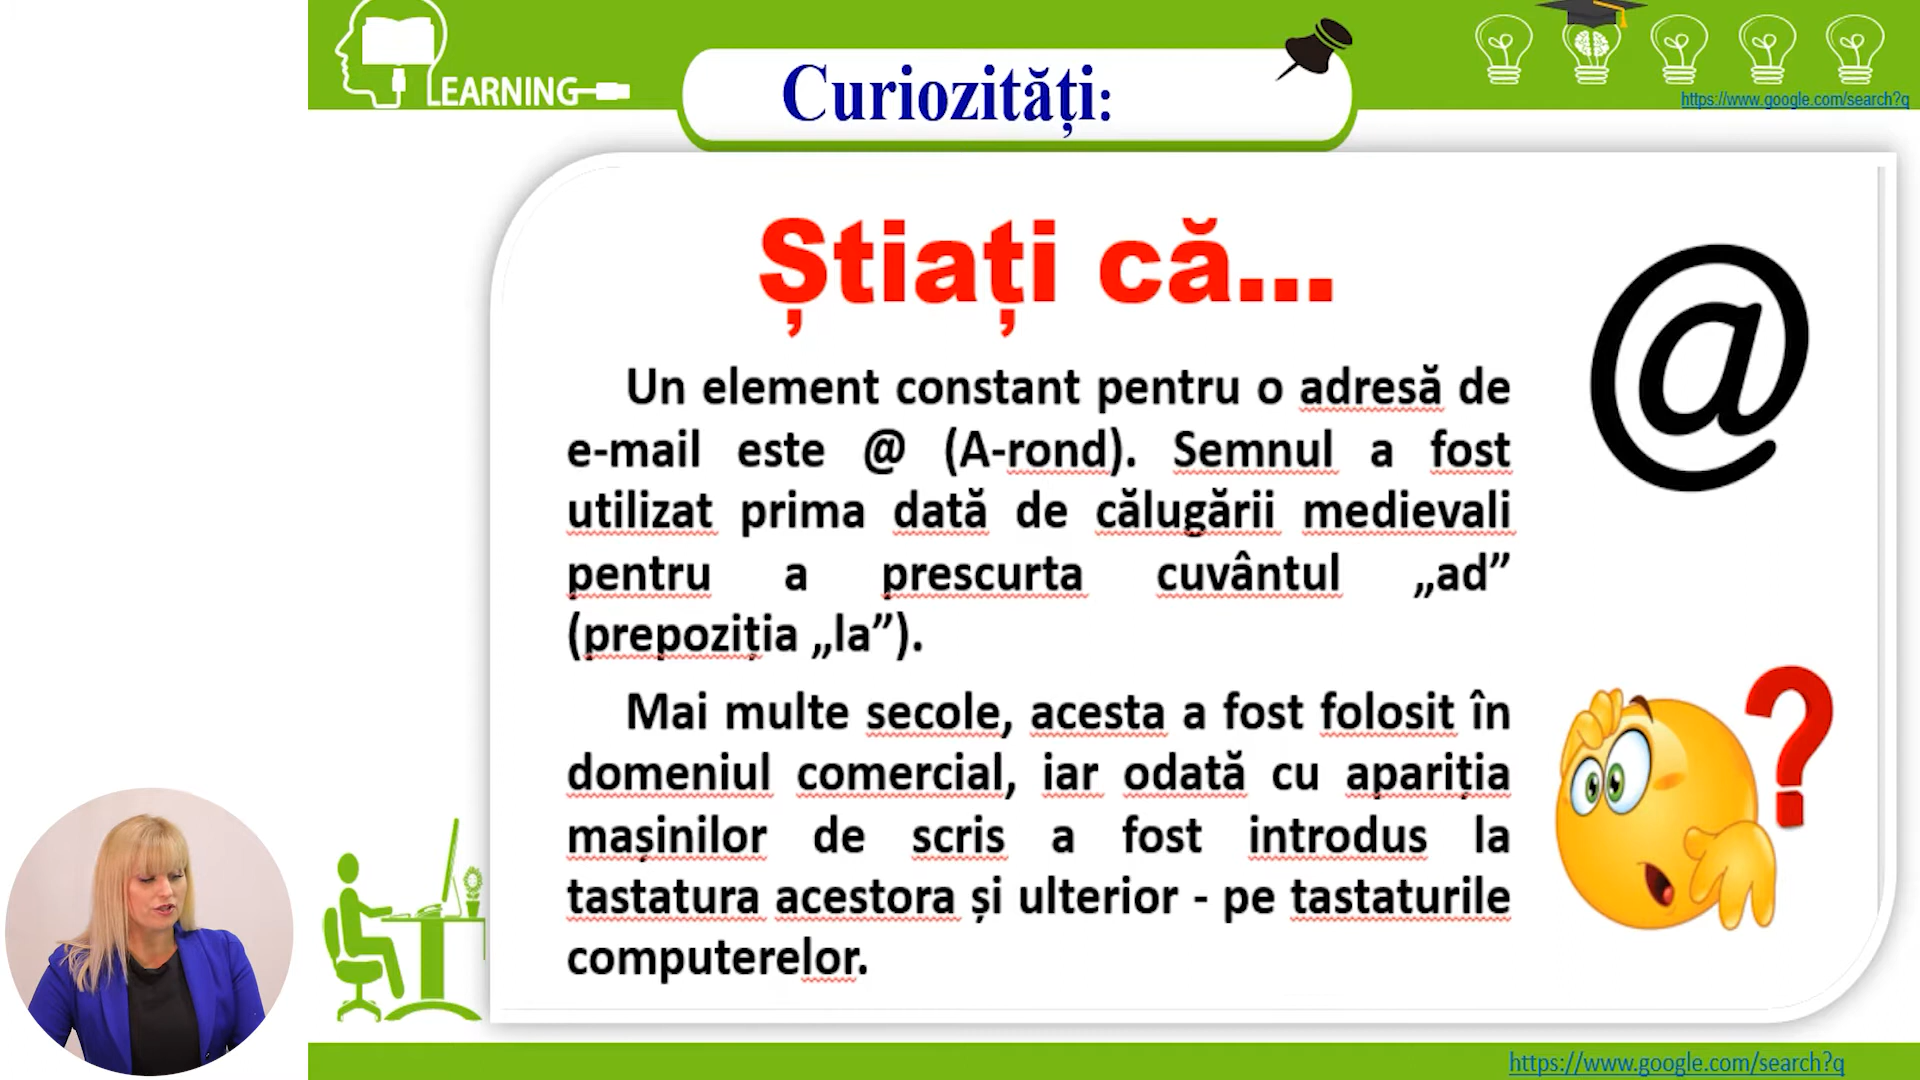 LEARNING
Curiozități:
https://www.google.com/search?q
Știați că...
@
Un element constant pentru o adresă de
e-mail este @ (A-rond). Semnul a fost
utilizat prima dată de călugării medievali
pentru a prescurta cuvântul „ad”
(prepoziția „la”).
Mai multe secole, acesta a fost folosit în
domeniul comercial, iar odată cu apariția
mașinilor de scris a fost introdus la
tastatura acestora și ulterior - pe tastaturile
computerelor.
?
https://www.google.com/search?q